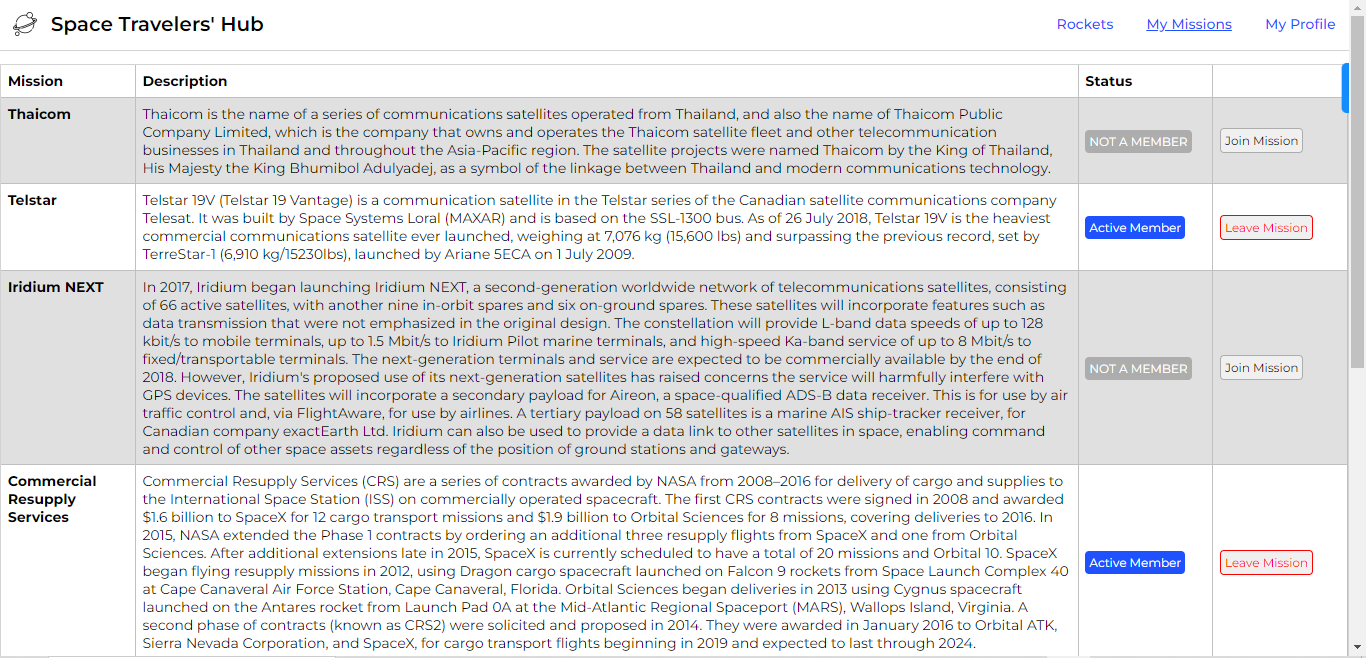 Space Travelers' Hub
Rockets
My Missions
My Profile
Mission
Description
Status
Thaicom
Thaicom is the name of a series of communications satellites operated from Thailand, and also the name of Thaicom Public
Company Limited, which is the company that owns and operates the Thaicom satellite fleet and other telecommunication
businesses in Thailand and throughout the Asia-Pacific region. The satellite projects were named Thaicom by the King of Thailand,
His Majesty the King Bhumibol Adulyadej, as a symbol of the linkage between Thailand and modern communications technology.
NOT A MEMBER
Join Mission
Telstar
Telstar 19V (Telstar 19 Vantage) is a communication satellite in the Telstar series of the Canadian satellite communications company
Telesat. It was built by Space Systems Loral (MAXAR) and is based on the SSL-1300 bus. As of 26 July 2018, Telstar 19V is the heaviest
commercial communications satellite ever launched, weighing at 7,076 kg (15,600 lbs) and surpassing the previous record, set by
TerreStar-1 (6,910 kg/15230lbs), launched by Ariane 5ECA on 1 July 2009.
Active Member
Leave Mission
Iridium NEXT
In 2017, Iridium began launching Iridium NEXT, a second-generation worldwide network of telecommunications satellites, consisting
of 66 active satellites, with another nine in-orbit spares and six on-ground spares. These satellites will incorporate features such as
data transmission that were not emphasized in the original design. The constellation will provide L-band data speeds of up to 128
kbit/s to mobile terminals, up to 1.5 Mbit/s to Iridium Pilot marine terminals, and high-speed Ka-band service of up to 8 Mbit/s to
fixed/transportable terminals. The next-generation terminals and service are expected to be commercially available by the end of
2018. However, Iridium's proposed use of its next-generation satellites has raised concerns the service will harmfully interfere with
GPS devices. The satellites will incorporate a secondary payload for Aireon, a space-qualified ADS-B data receiver. This is for use by air
traffic control and, via FlightAware, for use by airlines. A tertiary payload on 58 satellites is a marine AIS ship-tracker receiver, for
Canadian company exactEarth Ltd. Iridium can also be used to provide a data link to other satellites in space, enabling command
and control of other space assets regardless of the position of ground stations and gateways.
NOT A MEMBER
Join Mission
Commercial
Resupply
Services
Commercial Resupply Services (CRS) are a series of contracts awarded by NASA from 2008–2016 for delivery of cargo and supplies to
the International Space Station (ISS) on commercially operated spacecraft. The first CRS contracts were signed in 2008 and awarded
$1.6 billion to SpaceX for 12 cargo transport missions and $1.9 billion to Orbital Sciences for 8 missions, covering deliveries to 2016. In
2015, NASA extended the Phase 1 contracts by ordering an additional three resupply flights from SpaceX and one from Orbital
Sciences. After additional extensions late in 2015, SpaceX is currently scheduled to have a total of 20 missions and Orbital 10. SpaceX
began flying resupply missions in 2012, using Dragon cargo spacecraft launched on Falcon 9 rockets from Space Launch Complex 40
at Cape Canaveral Air Force Station, Cape Canaveral, Florida. Orbital Sciences began deliveries in 2013 using Cygnus spacecraft
launched on the Antares rocket from Launch Pad 0A at the Mid-Atlantic Regional Spaceport (MARS), Wallops Island, Virginia. A
second phase of contracts (known as CRS2) were solicited and proposed in 2014. They were awarded in January 2016 to Orbital ATK,
Sierra Nevada Corporation, and SpaceX, for cargo transport flights beginning in 2019 and expected to last through 2024.
Active Member
Leave Mission